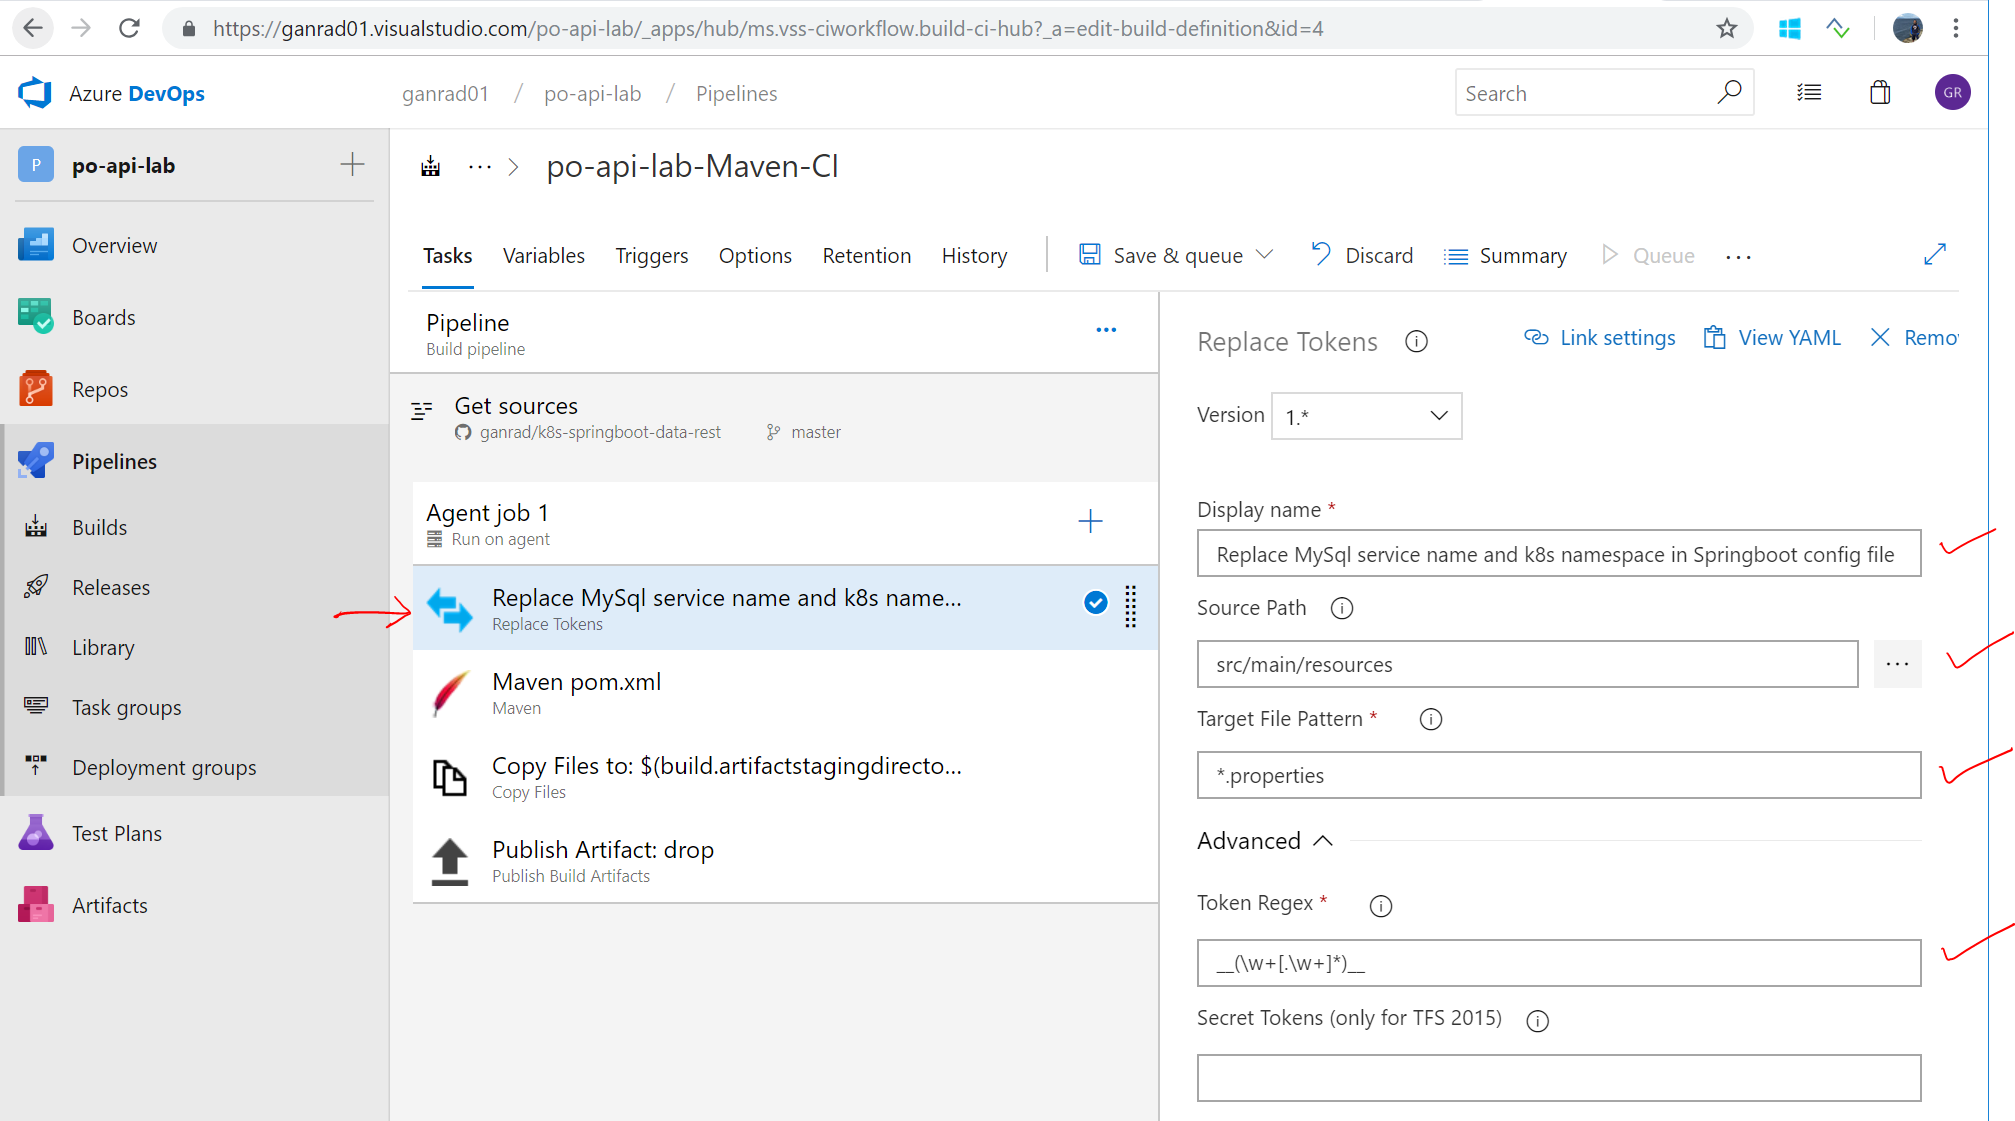 https://ganrad01.visualstudio.com/po-api-lab/_apps/hub/ms.vss-ciworkflow.build-ci-hub?_a=edit-build-definition&id=4
Azure DevOps
ganrad01 / po-api-lab / Pipelines
Search
GR
P
po-api-lab
Overview
Boards
Repos
Pipelines
Builds
Releases
Library
Task groups
Deployment groups
Test Plans
Artifacts
··· > po-api-lab-Maven-CI
Tasks Variables Triggers Options Retention History
Save & queue Discard Summary Queue ···
Pipeline
Build pipeline
Get sources
ganrad/k8s-springboot-data-rest master
Agent job 1
Run on agent
Replace MySql service name and k8s name...
Replace Tokens
Maven pom.xml
Maven
Copy Files to: $(build.artifactstagingdirecto...
Copy Files
Publish Artifact: drop
Publish Build Artifacts
Replace Tokens
Link settings View YAML Remo
Version 1.*
Display name *
Replace MySql service name and k8s namespace in Springboot config file
Source Path
src/main/resources
Target File Pattern *
*.properties
Advanced
Token Regex *
__(\w+[.\w+]*)__
Secret Tokens (only for TFS 2015)